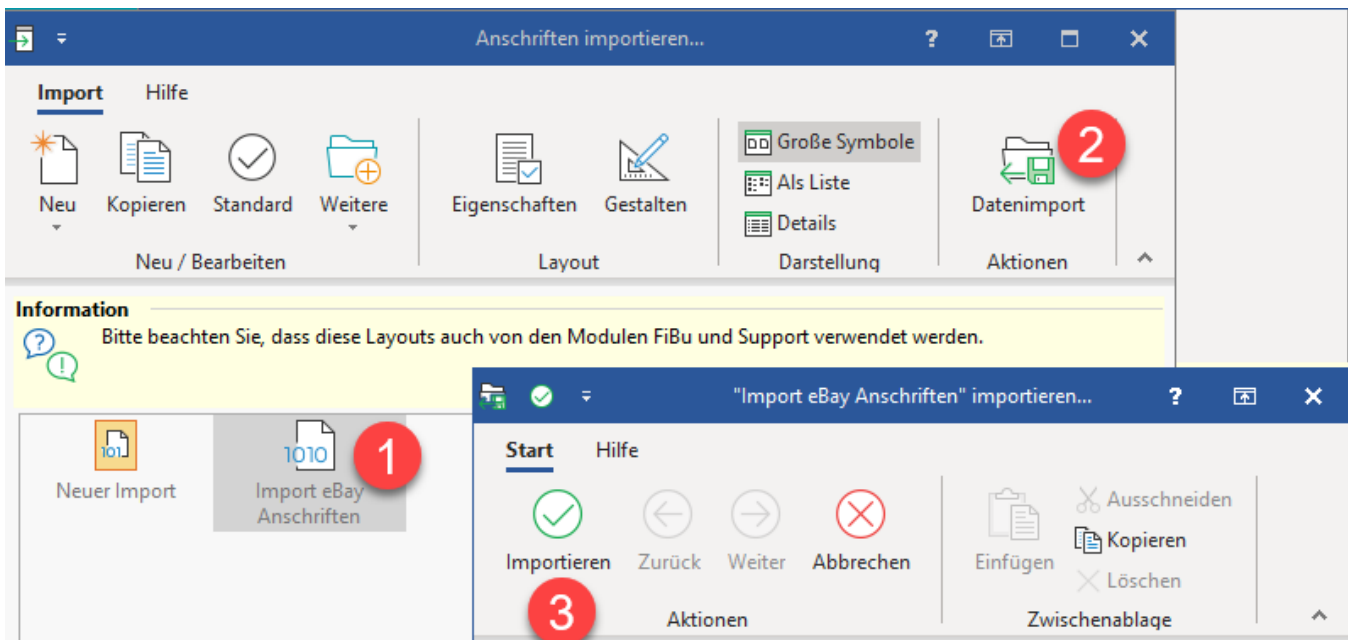 Anschriften importieren...
?
Import Hilfe
Neu Kopieren Standard Weitere
Neu / Bearbeiten
Eigenschaften Gestalten
Layout
Große Symbole
Als Liste
Details
Darstellung
2
Datenimport
Aktionen
Information
Bitte beachten Sie, dass diese Layouts auch von den Modulen FiBu und Support verwendet werden.
101
Neuer Import
1010
Import eBay
Anschriften
1
"Import eBay Anschriften" importieren...
?
Start Hilfe
Importieren Zurück Weiter Abbrechen
3
Aktionen
Einfügen
Ausschneiden
Kopieren
Löschen
Zwischenablage